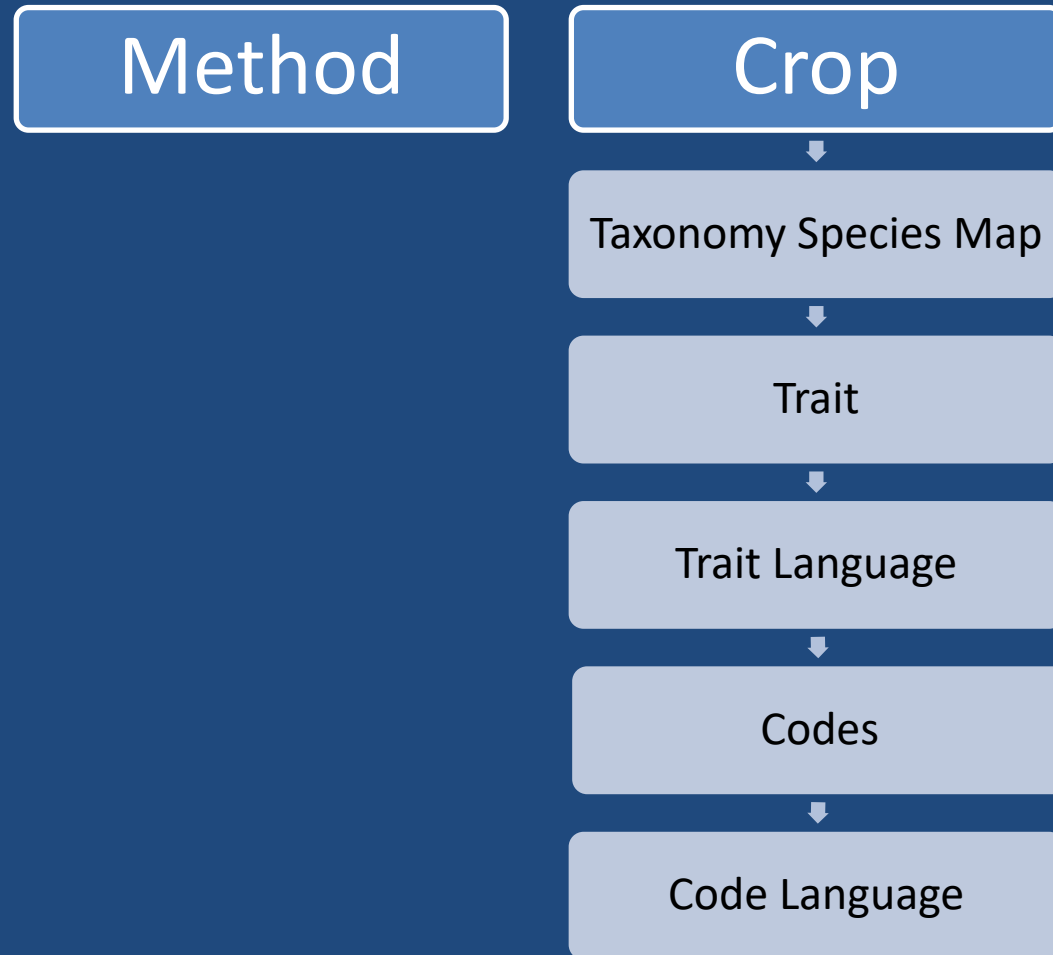 Method
Crop
Taxonomy Species Map
Trait
Trait Language
Codes
Code Language